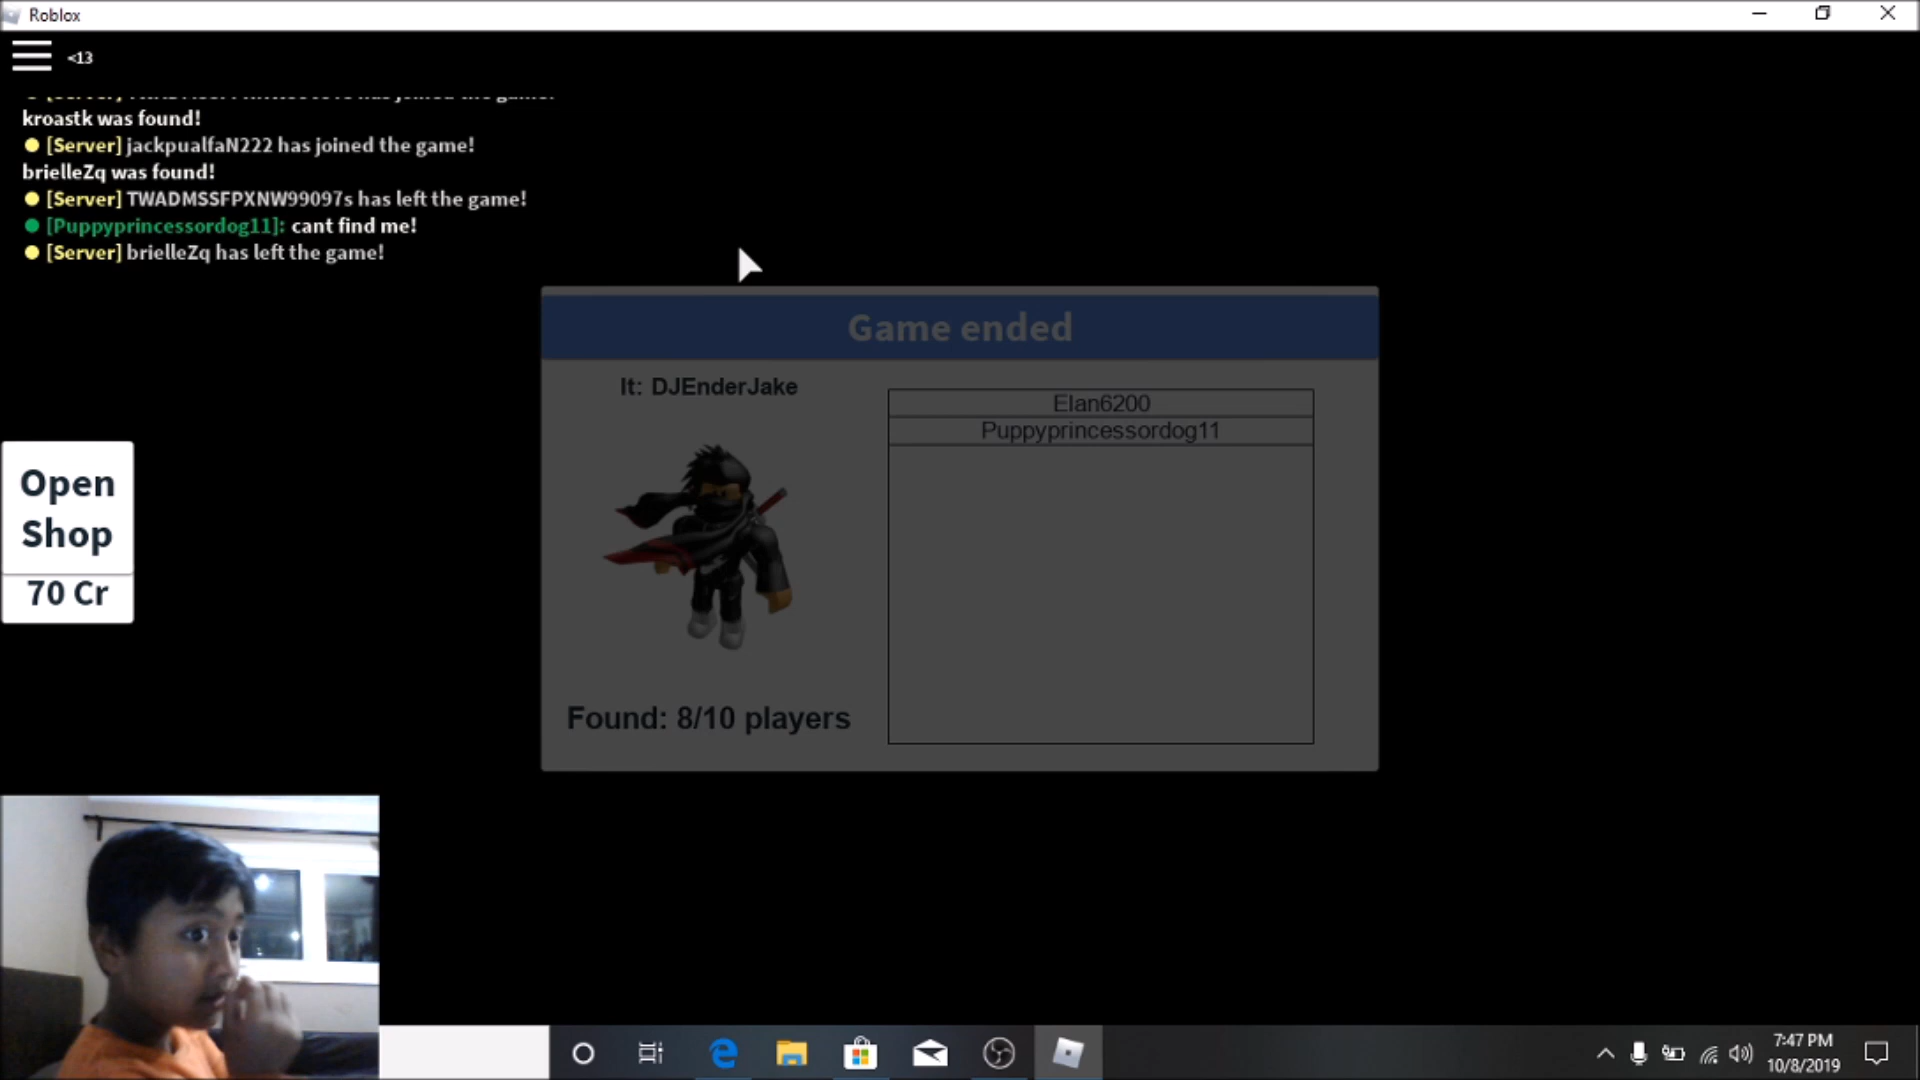 Roblox
<13
kroastk was found!
[Server] jackpualfaN222 has joined the game!
brielleZq was found!
[Server] TWADMSSFPXNW99097s has left the game!
[Puppyprincessordog11]: cant find me!
[Server] brielleZq has left the game!
Game ended
It: DJEnderJake
Elan6200
Puppyprincessordog11
Found: 8/10 players
Open
Shop
70 Cr
7:47 PM
10/8/2019